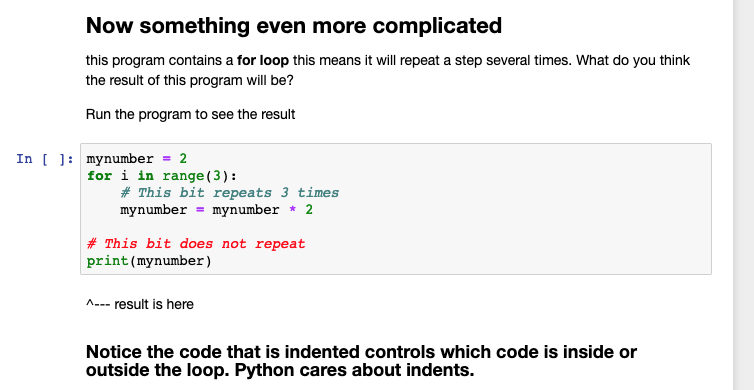 Now something even more complicated
this program contains a for loop this means it will repeat a step several times. What do you think
the result of this program will be?
Run the program to see the result
In [ ]: mynumber = 2
for i in range(3):
    # This bit repeats 3 times
    mynumber = mynumber * 2

# This bit does not repeat
print(mynumber)
^--- result is here
Notice the code that is indented controls which code is inside or
outside the loop. Python cares about indents.